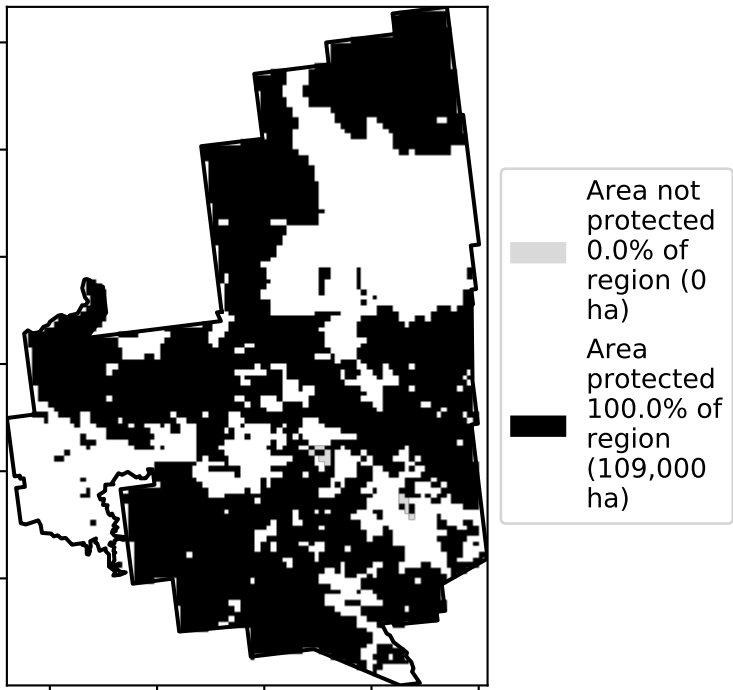 Area not
protected
0.0% of
region (0
ha)
Area
protected
100.0% of
region
(109,000
ha)